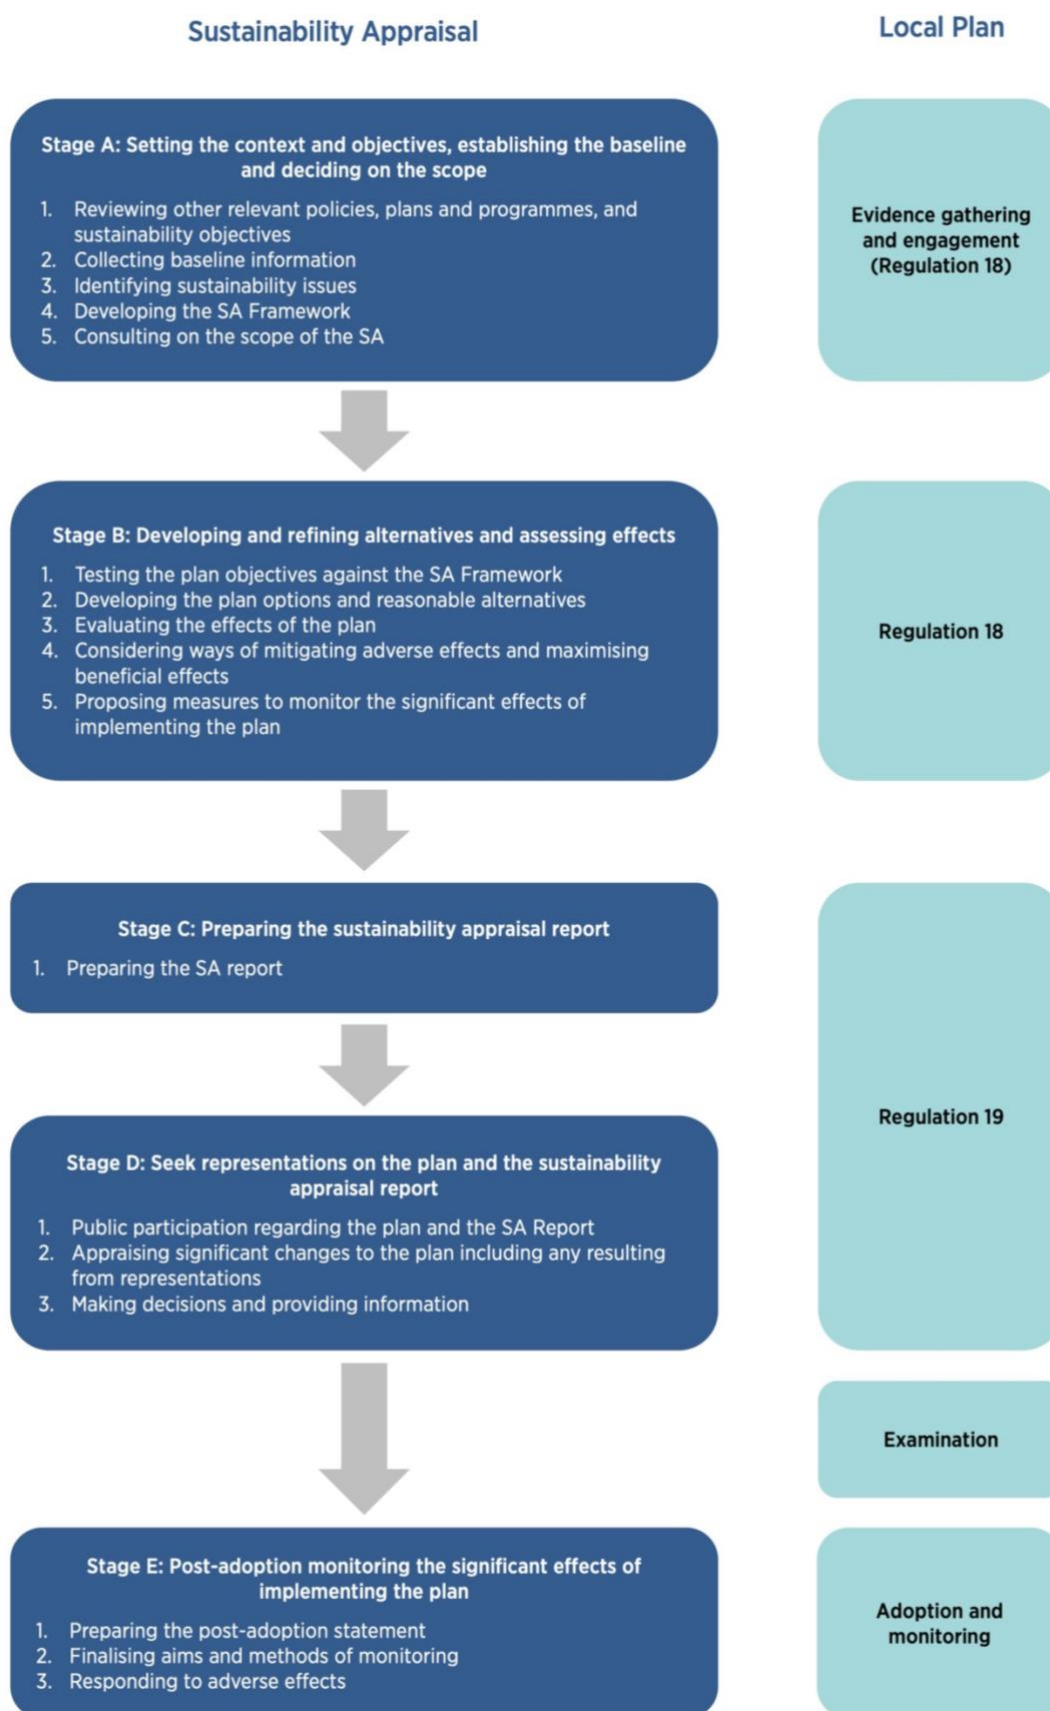 Sustainability Appraisal
Local Plan
Stage A: Setting the context and objectives, establishing the baseline
and deciding on the scope
1. Reviewing other relevant policies, plans and programmes, and
sustainability objectives
2. Collecting baseline information
3. Identifying sustainability issues
4. Developing the SA Framework
5. Consulting on the scope of the SA
Evidence gathering
and engagement
(Regulation 18)
Stage B: Developing and refining alternatives and assessing effects
1. Testing the plan objectives against the SA Framework
2. Developing the plan options and reasonable alternatives
3. Evaluating the effects of the plan
4. Considering ways of mitigating adverse effects and maximising
beneficial effects
5. Proposing measures to monitor the significant effects of
implementing the plan
Regulation 18
Stage C: Preparing the sustainability appraisal report
1. Preparing the SA report
Stage D: Seek representations on the plan and the sustainability
appraisal report
1. Public participation regarding the plan and the SA Report
2. Appraising significant changes to the plan including any resulting
from representations
3. Making decisions and providing information
Regulation 19
Examination
Stage E: Post-adoption monitoring the significant effects of
implementing the plan
1. Preparing the post-adoption statement
2. Finalising aims and methods of monitoring
3. Responding to adverse effects
Adoption and
monitoring